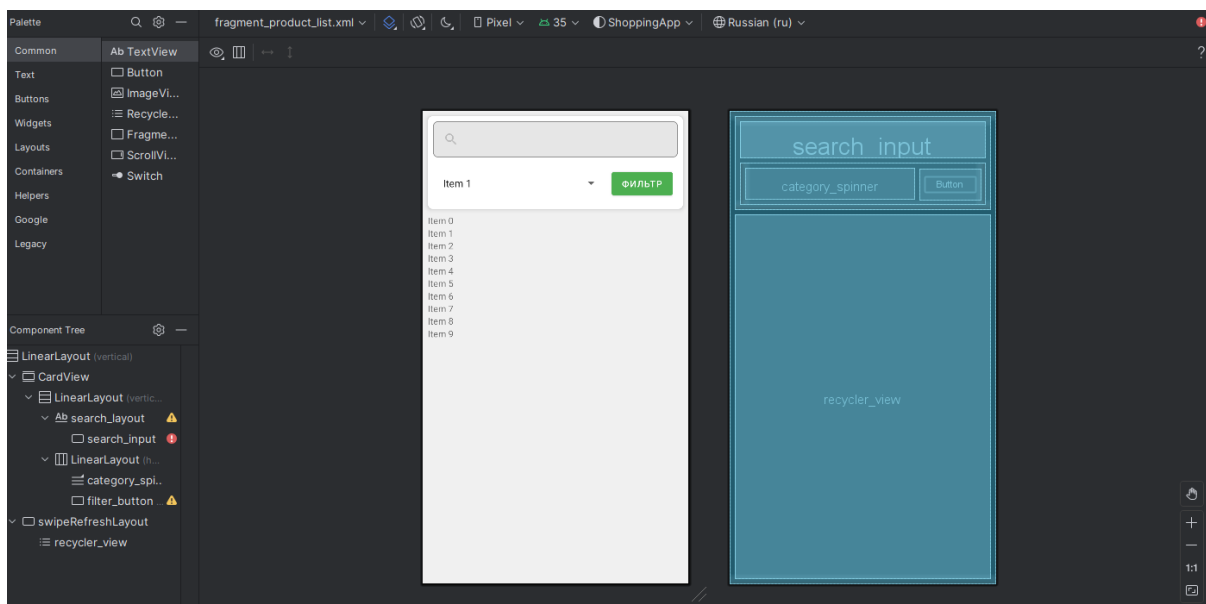 Palette
fragment_product_list.xml
Pixel
35
ShoppingApp
Russian (ru)
Common
Text
Buttons
Widgets
Layouts
Containers
Helpers
Google
Legacy
Ab TextView
Button
ImageVi...
Recycle...
Fragme...
ScrollVi...
Switch
?
Component Tree
LinearLayout (vertical)
CardView
LinearLayout (vertic...
Ab search_layout
search_input
LinearLayout (h...
category_spi..
filter_button ...
swipeRefreshLayout
recycler_view
Item 1
ФИЛЬТР
Item 0
Item 1
Item 2
Item 3
Item 4
Item 5
Item 6
Item 7
Item 8
Item 9
search_input
category_spinner
Button
recycler_view
1:1